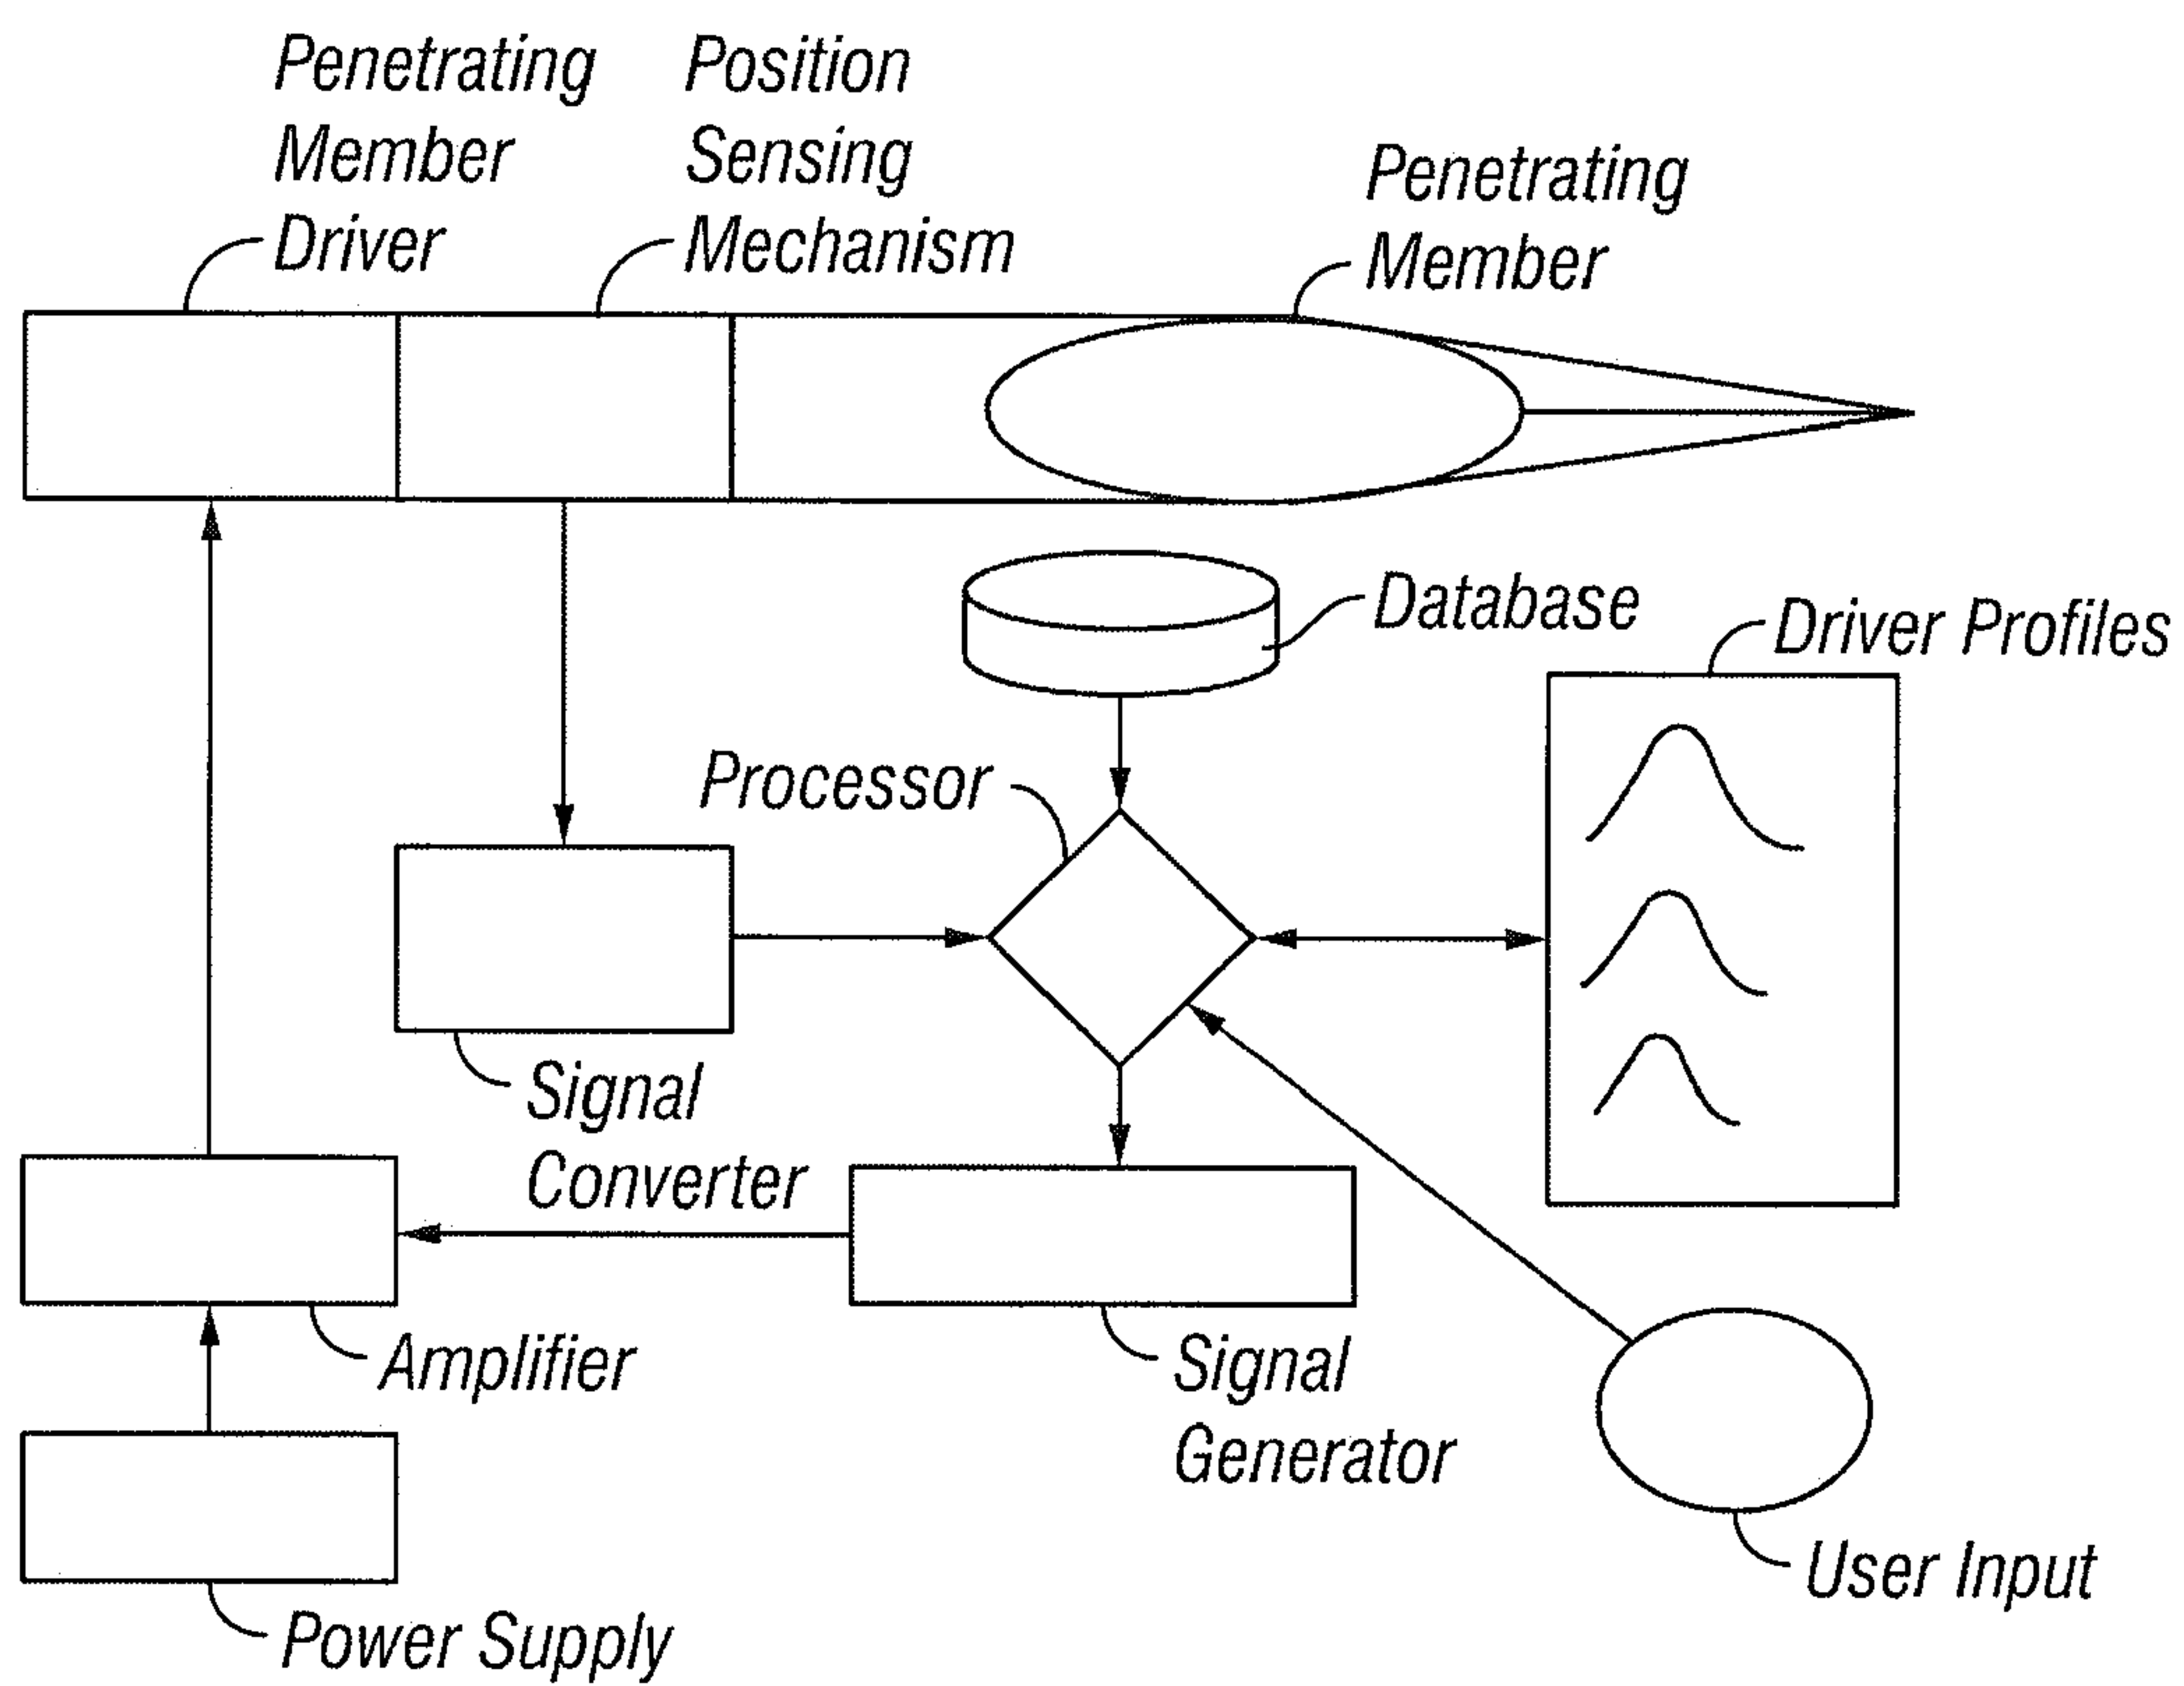 Penetrating
Member
Driver
Position
Sensing
Mechanism
Penetrating
Member
Database
Driver Profiles
Processor
Signal
Converter
Amplifier
Signal
Generator
User Input
Power Supply